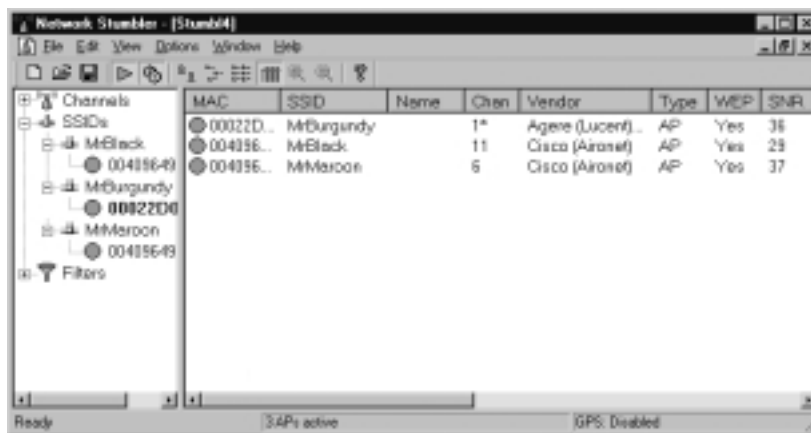 Network Stumbler - [Stumbl4]
File Edit View Options Window Help
Channels
SSIDs
MrBlack
00409649
MrBurgundy
00022D0
MrMaroon
00409649
Filters
MAC SSID Name Chan Vendor Type WEP SNR
00022D... MrBurgundy 1* Agere (Lucent)... AP Yes 36
004096... MrBlack 11 Cisco (Aironet) AP Yes 29
004096... MrMaroon 6 Cisco (Aironet) AP Yes 37
Ready 3 APs active GPS: Disabled